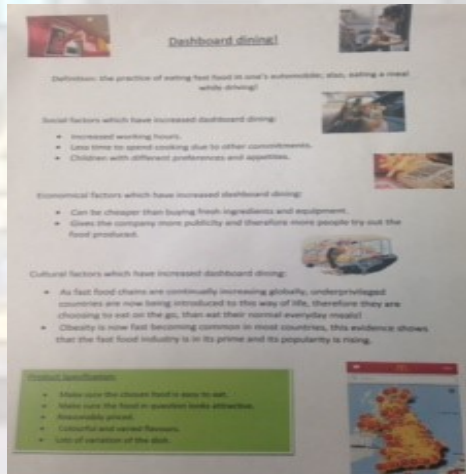 Dashboard dining!
Definition: the practice of eating fast food in one's automobile; also, eating a meal
while driving!
Social factors which have increased dashboard dining:
• Increased working hours.
• Less time to spend cooking due to other commitments.
• Children with different preferences and appetites.
Economical factors which have increased dashboard dining:
• Can be cheaper than buying fresh ingredients and equipment.
• Gives the company more publicity and therefore more people try out the
food produced.
Cultural factors which have increased dashboard dining:
• As fast food chains are continually increasing globally, underprivileged
countries are now being introduced to this way of life, therefore they are
choosing to eat on the go, than eat their normal everyday meals!
• Obesity is now fast becoming common in most countries, this evidence shows
that the fast food industry is in its prime and its popularity is rising.
Product Specification:
• Make sure the chosen food is easy to eat.
• Make sure the food in question looks attractive.
• Reasonably priced.
• Colourful and varied flavours.
• Lots of variation of the dish.